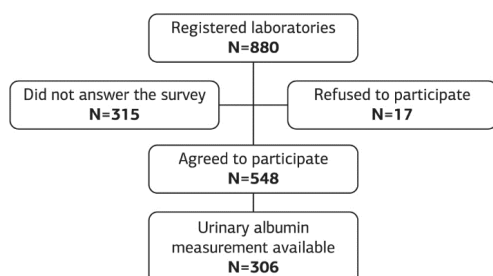 Registered laboratories
N=880
Did not answer the survey
N=315
Refused to participate
N=17
Agreed to participate
N=548
Urinary albumin
measurement available
N=306